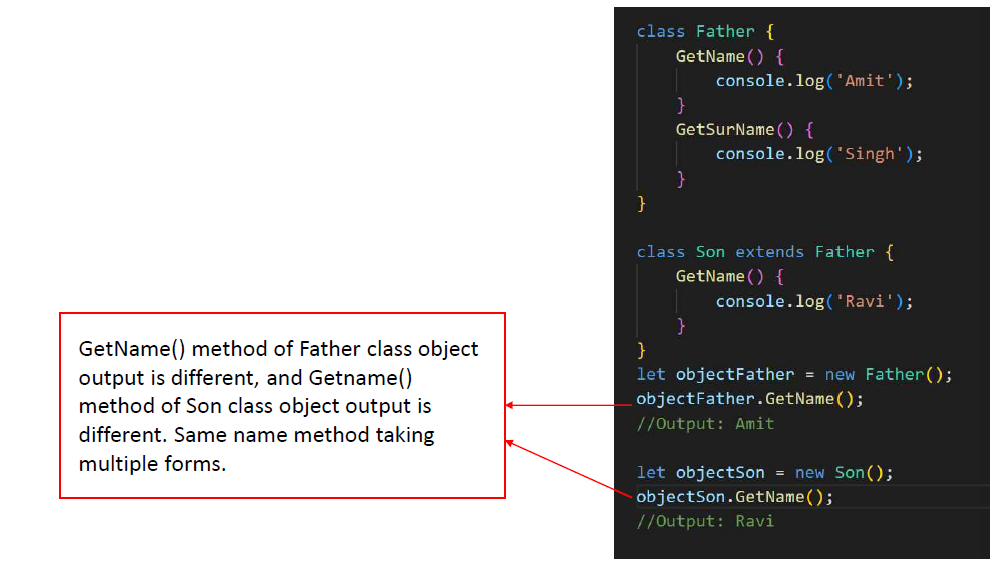 class Father {
GetName() {
console.log('Amit');
}
GetSurName() {
console.log('Singh');
}
}
class Son extends Father {
GetName() {
console.log('Ravi');
}
}
let objectFather = new Father();
objectFather.GetName();
//Output: Amit
let objectSon = new Son();
objectSon.GetName();
//Output: Ravi
GetName() method of Father class object
output is different, and Getname()
method of Son class object output is
different. Same name method taking
multiple forms.